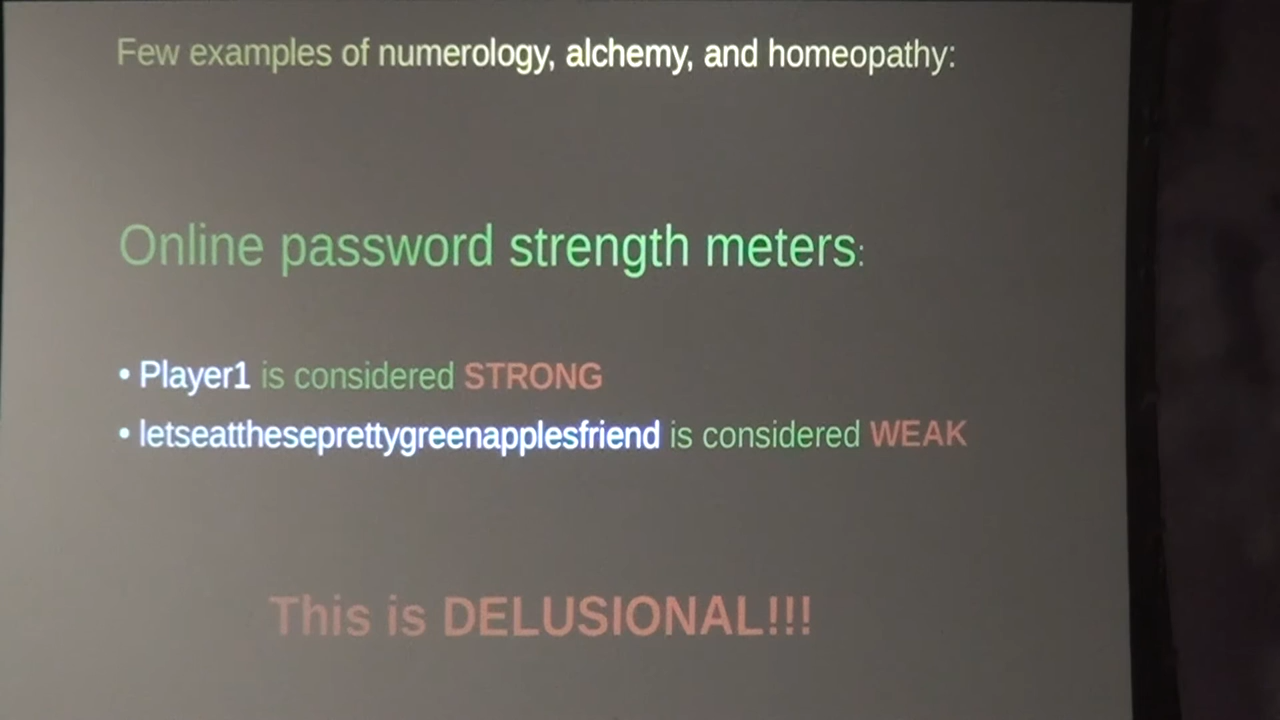 Few examples of numerology, alchemy, and homeopathy:
Online password strength meters:
• Player1 is considered STRONG
• letseattheseprettygreenapplesfriend is considered WEAK
This is DELUSIONAL!!!